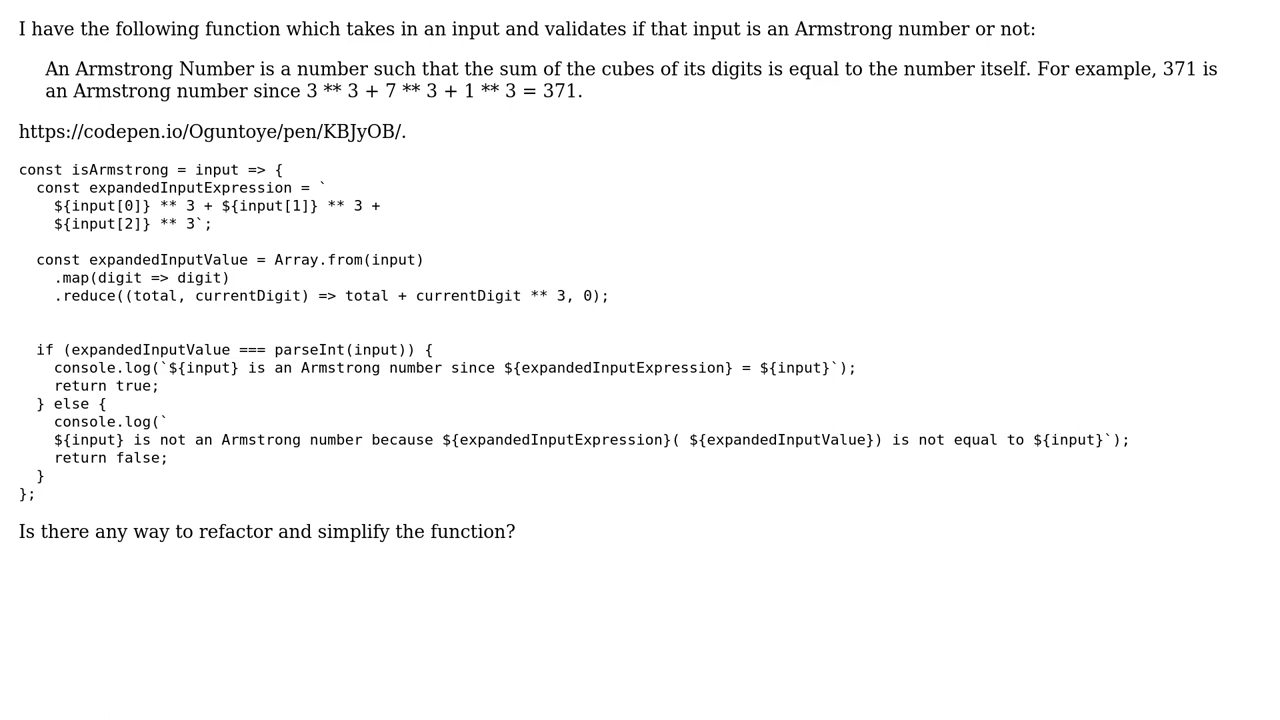 I have the following function which takes in an input and validates if that input is an Armstrong number or not:
An Armstrong Number is a number such that the sum of the cubes of its digits is equal to the number itself. For example, 371 is
an Armstrong number since 3 ** 3 + 7 ** 3 + 1 ** 3 = 371.
https://codepen.io/Oguntoye/pen/KBJyOB/.
const isArmstrong = input => {
  const expandedInputExpression = `
    ${input[0]} ** 3 + ${input[1]} ** 3 +
    ${input[2]} ** 3`;
  const expandedInputValue = Array.from(input)
    .map(digit => digit)
    .reduce((total, currentDigit) => total + currentDigit ** 3, 0);
  if (expandedInputValue === parseInt(input)) {
    console.log(`${input} is an Armstrong number since ${expandedInputExpression} = ${input}`);
    return true;
  } else {
    console.log(`
    ${input} is not an Armstrong number because ${expandedInputExpression}( ${expandedInputValue}) is not equal to ${input}`);
    return false;
  }
};
Is there any way to refactor and simplify the function?